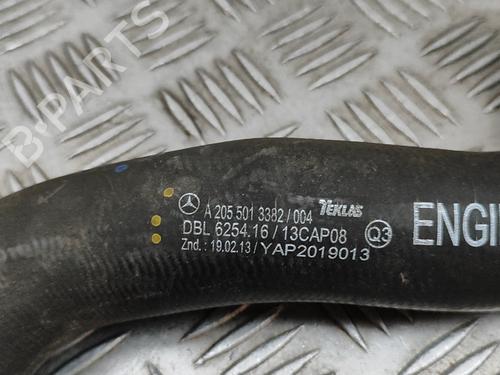 B-PARTS
A 205 501 3382 / 004 TEKLAS
DBL 6254.16 / 13CAP08 Q3
Znd.: 19.02.13 / YAP2019013
ENGI